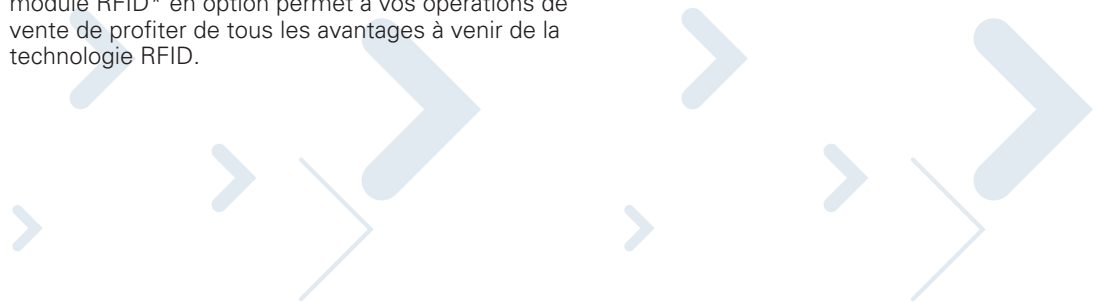 module RFID* en option permet à vos opérations de
vente de profiter de tous les avantages à venir de la
technologie RFID.